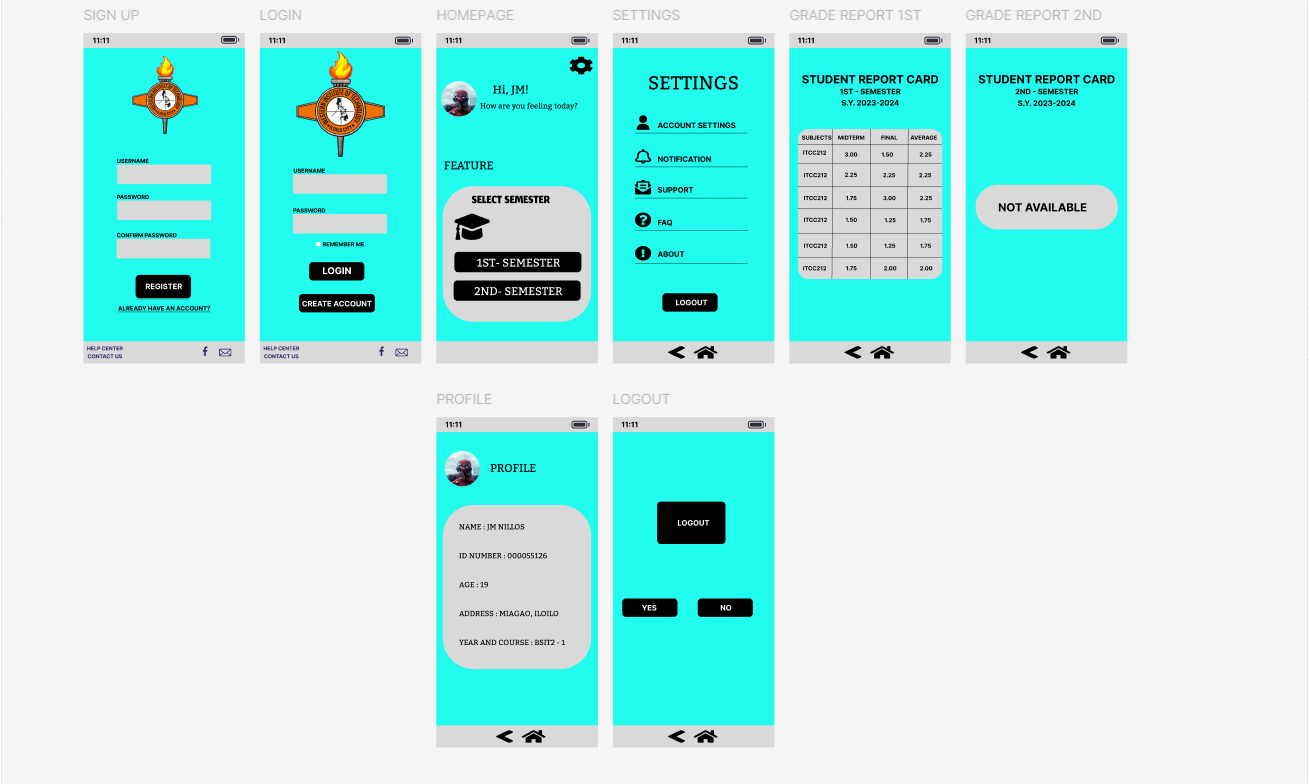 SIGN UP
11:11
USERNAME
PASSWORD
CONFIRM PASSWORD
REGISTER
ALREADY HAVE AN ACCOUNT?
HELP CENTER
CONTACT US
LOGIN
11:11
USERNAME
PASSWORD
REMEMBER ME
LOGIN
CREATE ACCOUNT
HELP CENTER
CONTACT US
HOMEPAGE
11:11
Hi, JM!
How are you feeling today?
FEATURE
SELECT SEMESTER
1ST- SEMESTER
2ND- SEMESTER
SETTINGS
11:11
SETTINGS
ACCOUNT SETTINGS
NOTIFICATION
SUPPORT
FAQ
ABOUT
LOGOUT
GRADE REPORT 1ST
11:11
STUDENT REPORT CARD
1ST - SEMESTER
S.Y. 2023-2024
SUBJECTS MIDTERM FINAL AVERAGE
ITCC212 3.00 1.50 2.25
ITCC212 2.25 2.25 2.25
ITCC212 1.75 3.00 2.25
ITCC212 1.50 1.25 1.75
ITCC212 1.50 1.25 1.75
ITCC212 1.75 2.00 2.00
GRADE REPORT 2ND
11:11
STUDENT REPORT CARD
2ND - SEMESTER
S.Y. 2023-2024
NOT AVAILABLE
PROFILE
11:11
PROFILE
NAME : JM NILLOS
ID NUMBER : 000055126
AGE : 19
ADDRESS : MIAGAO, ILOILO
YEAR AND COURSE : BSIT2 - 1
LOGOUT
11:11
LOGOUT
YES
NO